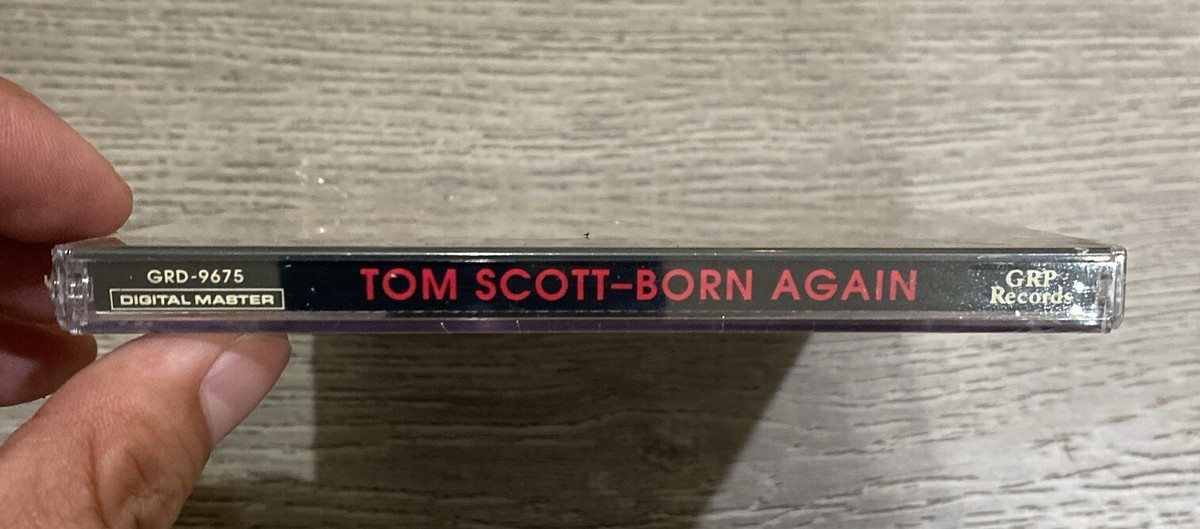 GRD-9675
DIGITAL MASTER
TOM SCOTT–BORN AGAIN
GRP
Records